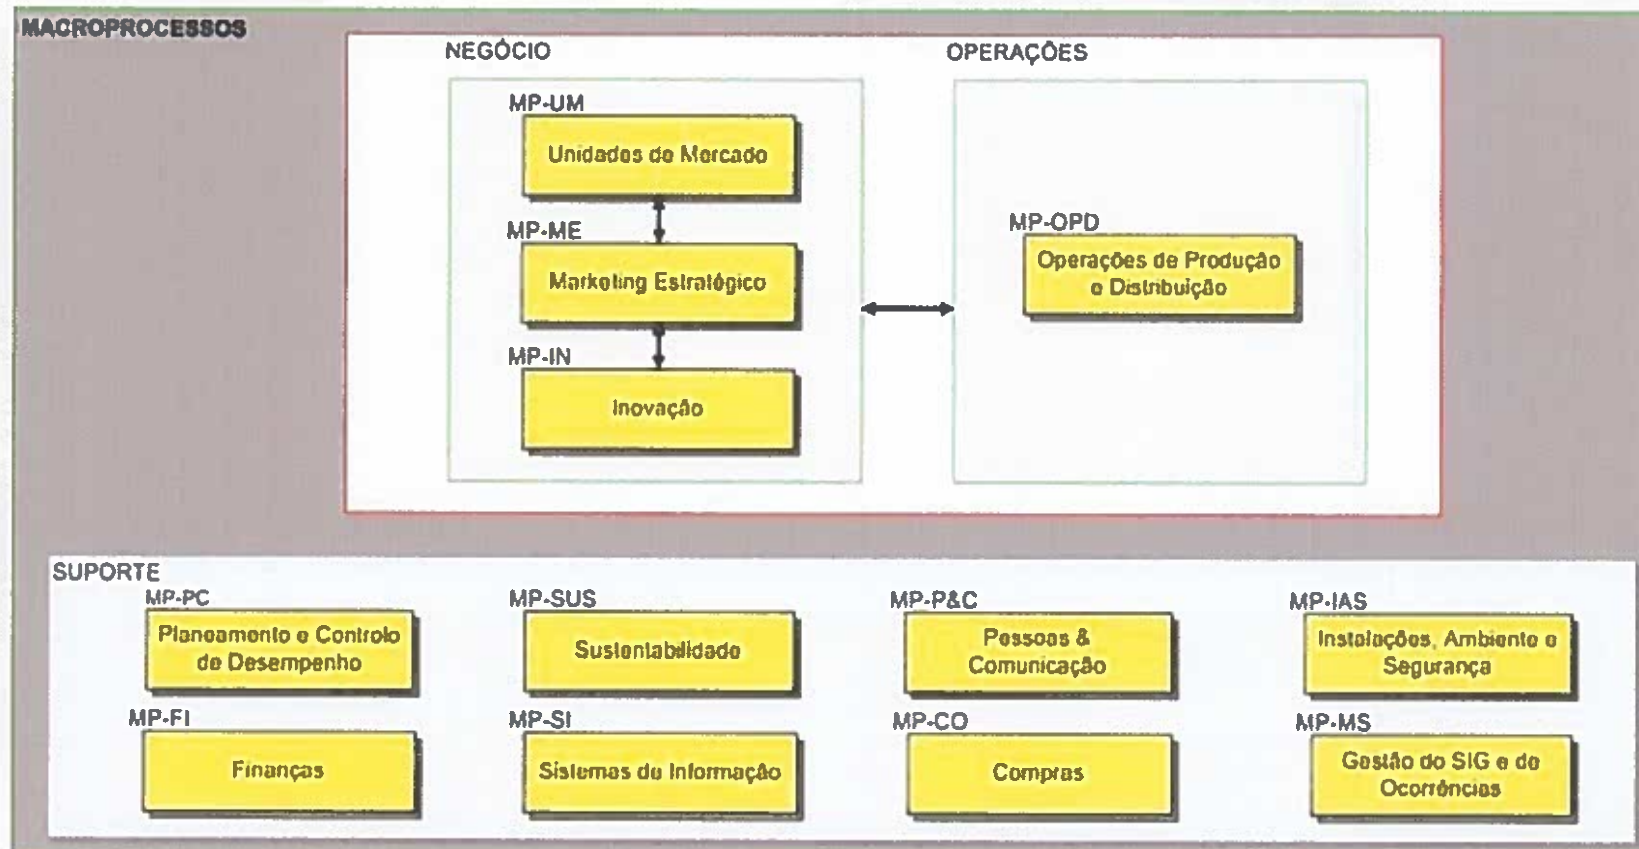 MACROPROCESSOS
NEGÓCIO
OPERAÇÕES
MP-UM
Unidades de Mercado
MP-ME
Marketing Estratégico
MP-IN
Inovação
MP-OPD
Operações de Produção
e Distribuição
SUPORTE
MP-PC
Planeamento e Controlo
de Desempenho
MP-SUS
Sustentabilidade
MP-P&C
Pessoas &
Comunicação
MP-IAS
Instalações, Ambiente e
Segurança
MP-FI
Finanças
MP-SI
Sistemas de Informação
MP-CO
Compras
MP-MS
Gestão do SIG e de
Ocorrências